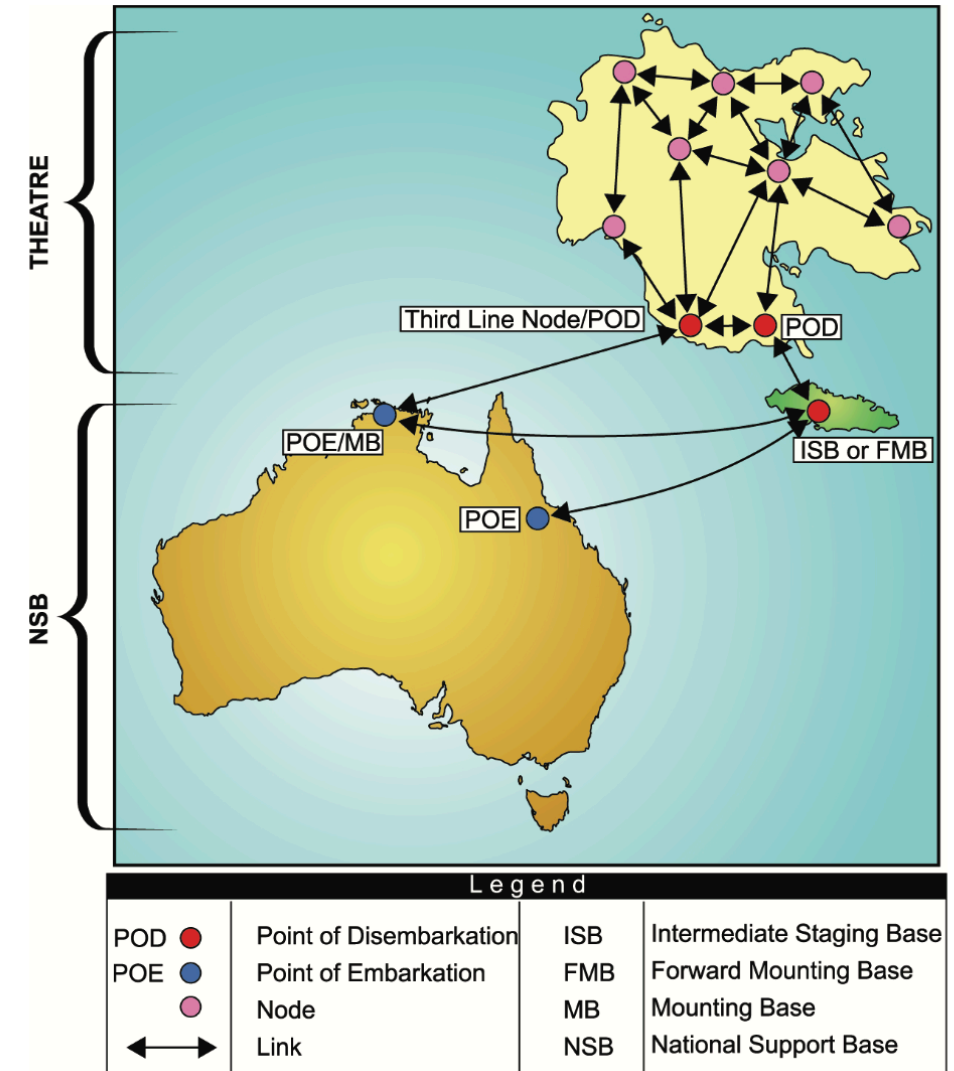 THEATRE
Third Line Node/POD
POD
NSB
POE/MB
ISB or FMB
POE
Legend
POD Point of Disembarkation ISB Intermediate Staging Base
POE Point of Embarkation FMB Forward Mounting Base
Node MB Mounting Base
Link NSB National Support Base